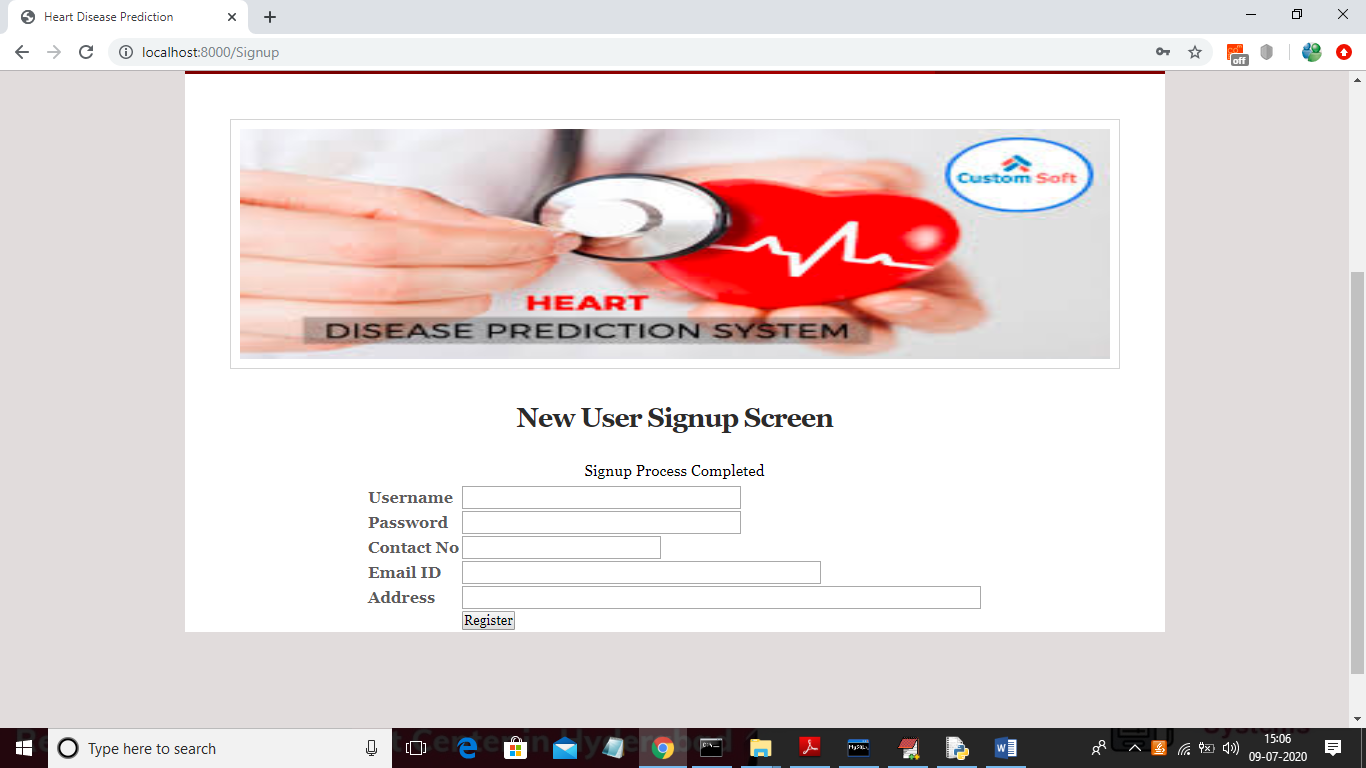 Heart Disease Prediction
localhost:8000/Signup
off
Custom Soft
HEART
DISEASE PREDICTION SYSTEM
New User Signup Screen
Signup Process Completed
Username
Password
Contact No
Email ID
Address
Register
Type here to search
15:06
09-07-2020